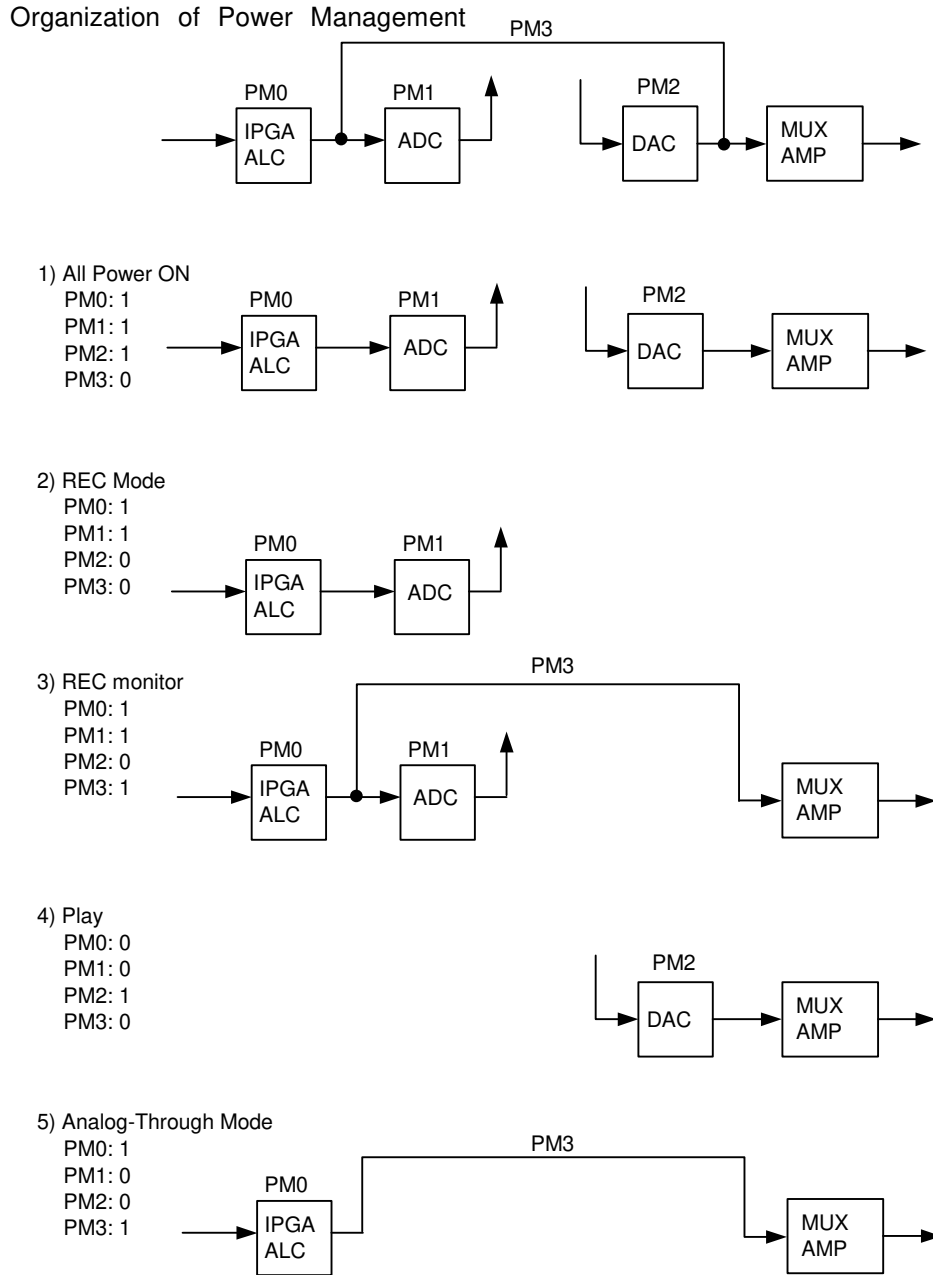 Organization of Power Management
PM3
PM0
PM1
PM2
IPGA
ALC
ADC
DAC
MUX
AMP
1) All Power ON
PM0: 1
PM1: 1
PM2: 1
PM3: 0
PM0
PM1
PM2
IPGA
ALC
ADC
DAC
MUX
AMP
2) REC Mode
PM0: 1
PM1: 1
PM2: 0
PM3: 0
PM0
PM1
IPGA
ALC
ADC
3) REC monitor
PM0: 1
PM1: 1
PM2: 0
PM3: 1
PM3
PM0
PM1
IPGA
ALC
ADC
MUX
AMP
4) Play
PM0: 0
PM1: 0
PM2: 1
PM3: 0
PM2
DAC
MUX
AMP
5) Analog-Through Mode
PM0: 1
PM1: 0
PM2: 0
PM3: 1
PM3
PM0
IPGA
ALC
MUX
AMP